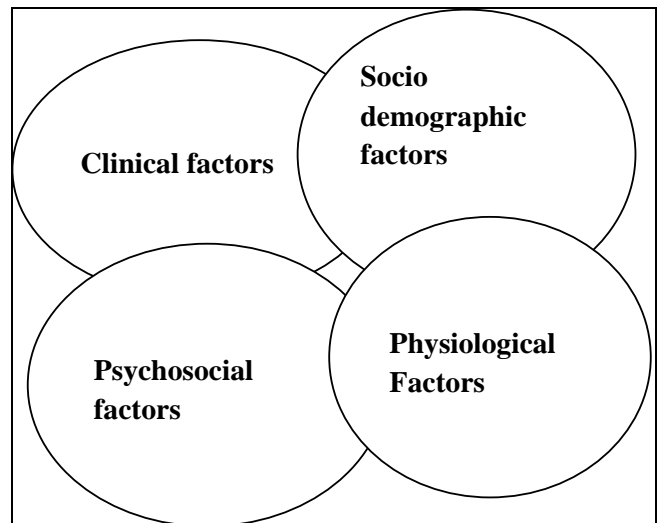 Socio
demographic
factors
Clinical factors
Physiological
Factors
Psychosocial
factors